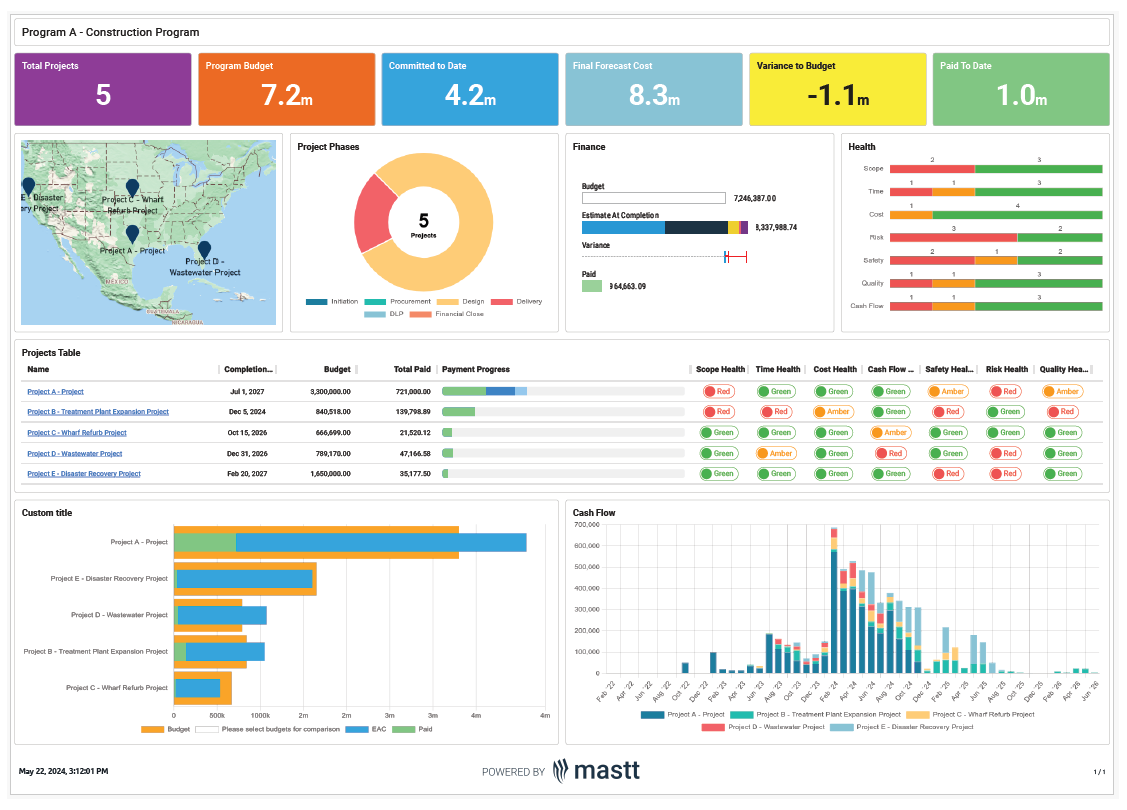 Program A - Construction Program
Total Projects
5
Program Budget
7.2m
Committed to Date
4.2m
Final Forecast Cost
8.3m
Variance to Budget
-1.1m
Paid To Date
1.0m
E - Disaster
ery Project
Project C - Wharf
Refurb Project
Project A - Project
Project D -
Wastewater Project
MEXICO
GUATEMALA
NICARAGUA
Project Phases
5
Projects
Initiation Procurement Design Delivery
DLP Financial Close
Finance
Budget
7,246,387.00
Estimate At Completion
8,337,988.74
Variance
Paid
964,663.09
Health
2 3
Scope
1 1 3
Time
1 4
Cost
3 2
Risk
2 1 2
Safety
1 1 3
Quality
1 1 3
Cash Flow
Projects Table
Name Completion... Budget Total Paid Payment Progress Scope Health Time Health Cost Health Cash Flow ... Safety Heal... Risk Health Quality Hea...
Project A - Project Jul 1, 2027 3,300,000.00 721,000.00 Red Green Green Green Amber Red Amber
Project B - Treatment Plant Expansion Project Dec 5, 2024 840,518.00 139,798.89 Red Red Amber Green Red Green Red
Project C - Wharf Refurb Project Oct 15, 2026 666,699.00 21,520.12 Green Green Green Amber Green Green Green
Project D - Wastewater Project Dec 31, 2026 789,170.00 47,166.58 Green Amber Green Red Green Red Green
Project E - Disaster Recovery Project Feb 20, 2027 1,650,000.00 35,177.50 Green Green Green Green Red Red Green
Custom title
Project A - Project
Project E - Disaster Recovery Project
Project D - Wastewater Project
Project B - Treatment Plant Expansion Project
Project C - Wharf Refurb Project
0 500k 1000k 2m 2m 3m 3m 4m 4m
Budget Please select budgets for comparison EAC Paid
Cash Flow
700,000
600,000
500,000
400,000
300,000
200,000
100,000
0
Feb '22 Apr '22 Jun '22 Aug '22 Oct '22 Dec '22 Feb '23 Apr '23 Jun '23 Aug '23 Oct '23 Dec '23 Feb '24 Apr '24 Jun '24 Aug '24 Oct '24 Dec '24 Feb '25 Apr '25 Jun '25 Aug '25 Oct '25 Dec '25 Feb '26 Apr '26 Jun '26
Project A - Project Project B - Treatment Plant Expansion Project Project C - Wharf Refurb Project
Project D - Wastewater Project Project E - Disaster Recovery Project
May 22, 2024, 3:12:01 PM
POWERED BY mastt
1 / 1